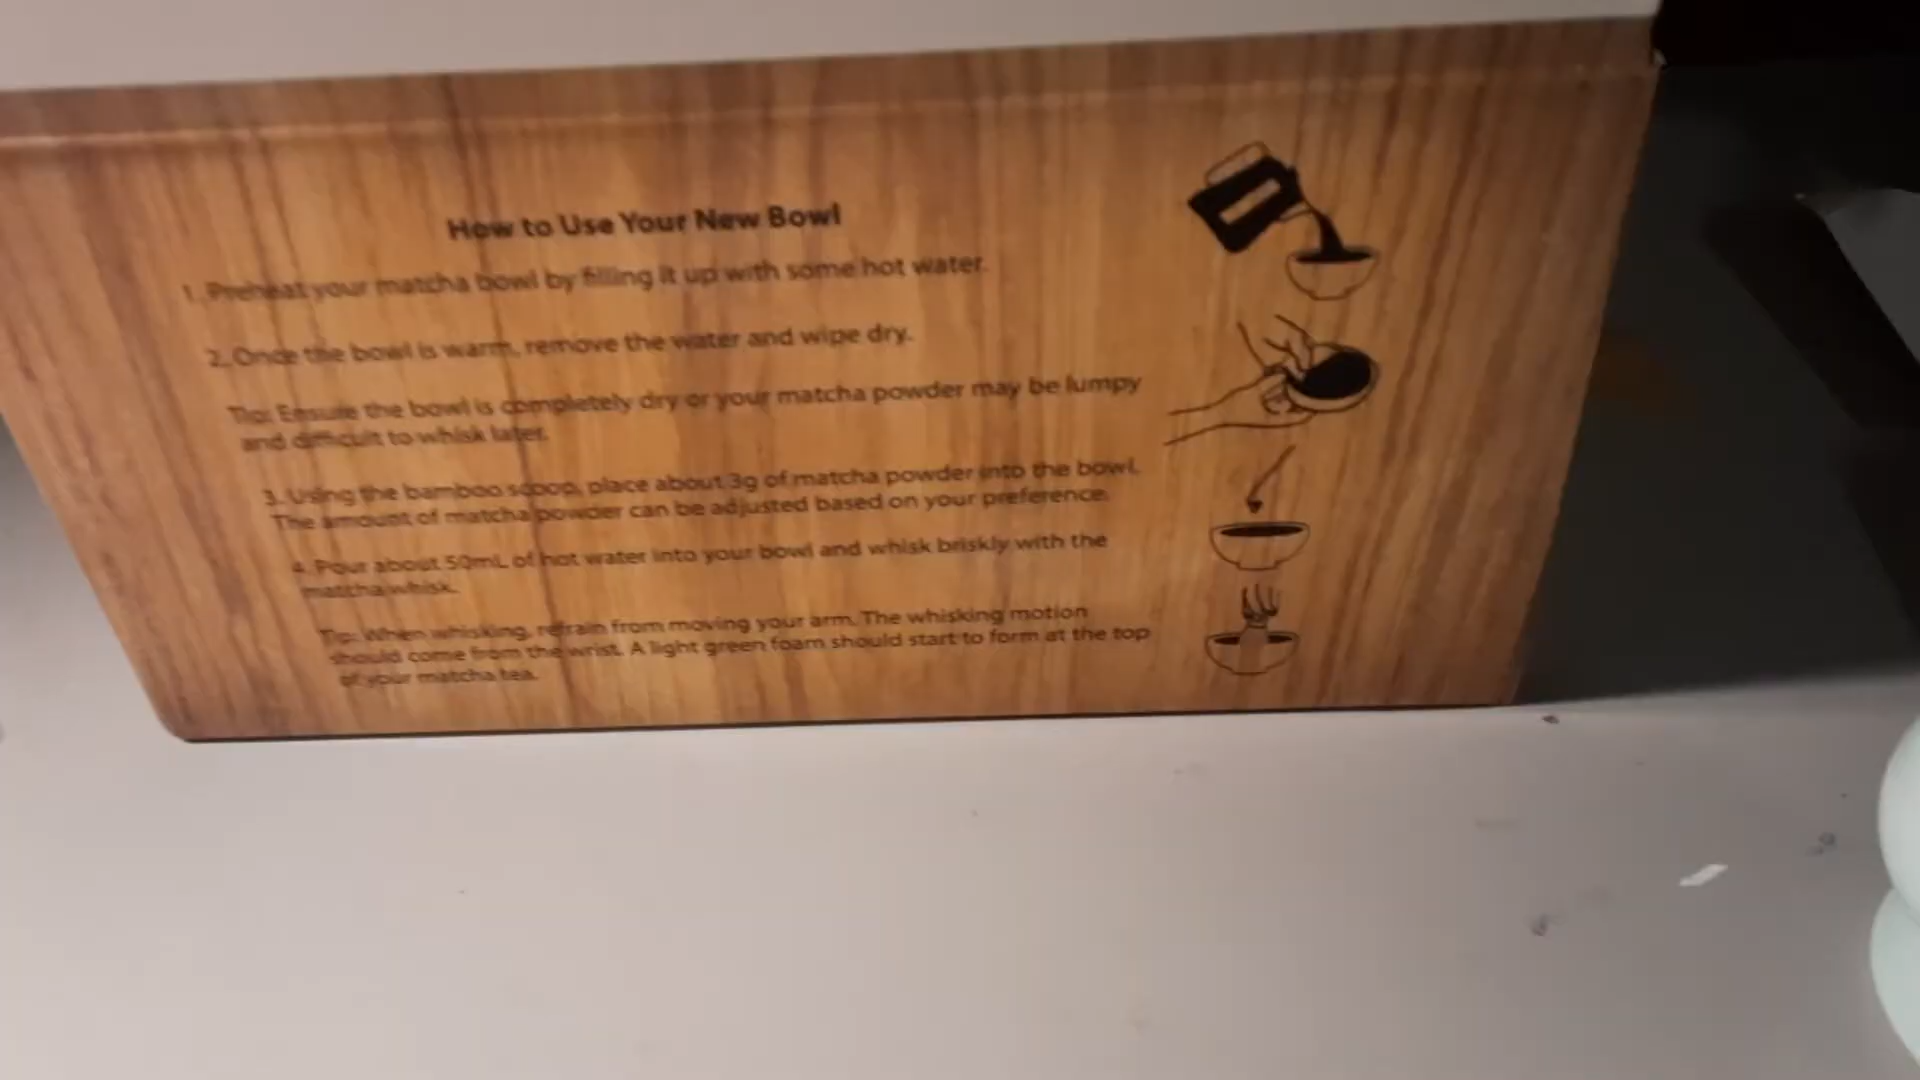 How to Use Your New Bowl
1. Preheat your matcha bowl by filling it up with some hot water.
2. Once the bowl is warm, remove the water and wipe dry.
Tip: Ensure the bowl is completely dry or your matcha powder may be lumpy
and difficult to whisk later.
3. Using the bamboo scoop, place about 3g of matcha powder into the bowl.
The amount of matcha powder can be adjusted based on your preference.
4. Pour about 50mL of hot water into your bowl and whisk briskly with the
matcha whisk.
Tip: When whisking, refrain from moving your arm. The whisking motion
should come from the wrist. A light green foam should start to form at the top
of your matcha tea.